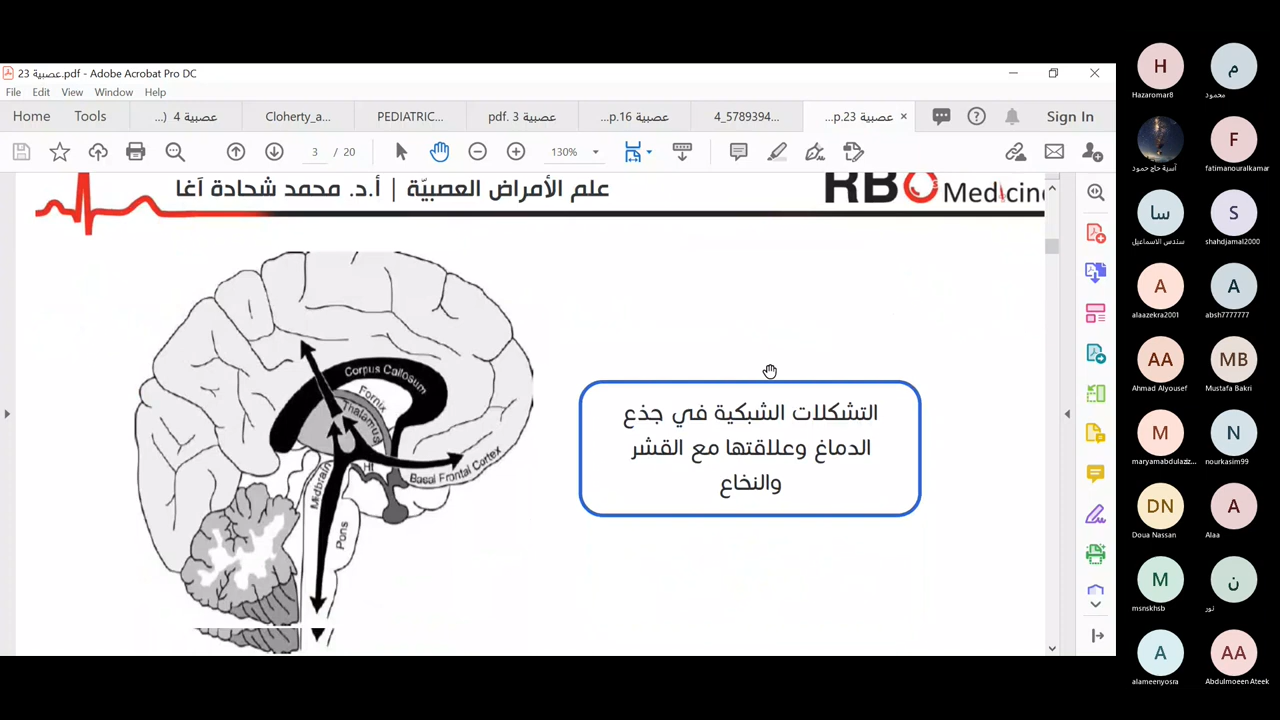 عصبية 23.pdf - Adobe Acrobat Pro DC
File Edit View Window Help
Home Tools عصبية 4 (... Cloherty_a... PEDIATRIC... عصبية 3 .pdf عصبية 16.p... 4_5789394... عصبية 23.p... × Sign In
3 / 20 130%
علم الأمراض العصبيّة | أ.د. محمد شحادة آغا
RBO Medicine
Corpus Callosum
Fornix
Thalamus
Ht
Basal Frontal Cortex
Midbrain
Pons
التشكلات الشبكية في جذع
الدماغ وعلاقتها مع القشر
والنخاع
H م
Hazaromar8 محمود
F
آسية حاج حمود fatimanouralkamar
سا S
سندس الاسماعيل shahdjamal2000
A A
alaazekra2001 absh7777777
AA MB
Ahmad Alyousef Mustafa Bakri
M N
maryamabdulaziz... nourkasim99
DN A
Doua Nassan Alaa
M ن
msnskhsb نور
A AA
alameenyosra Abdulmoeen Ateek